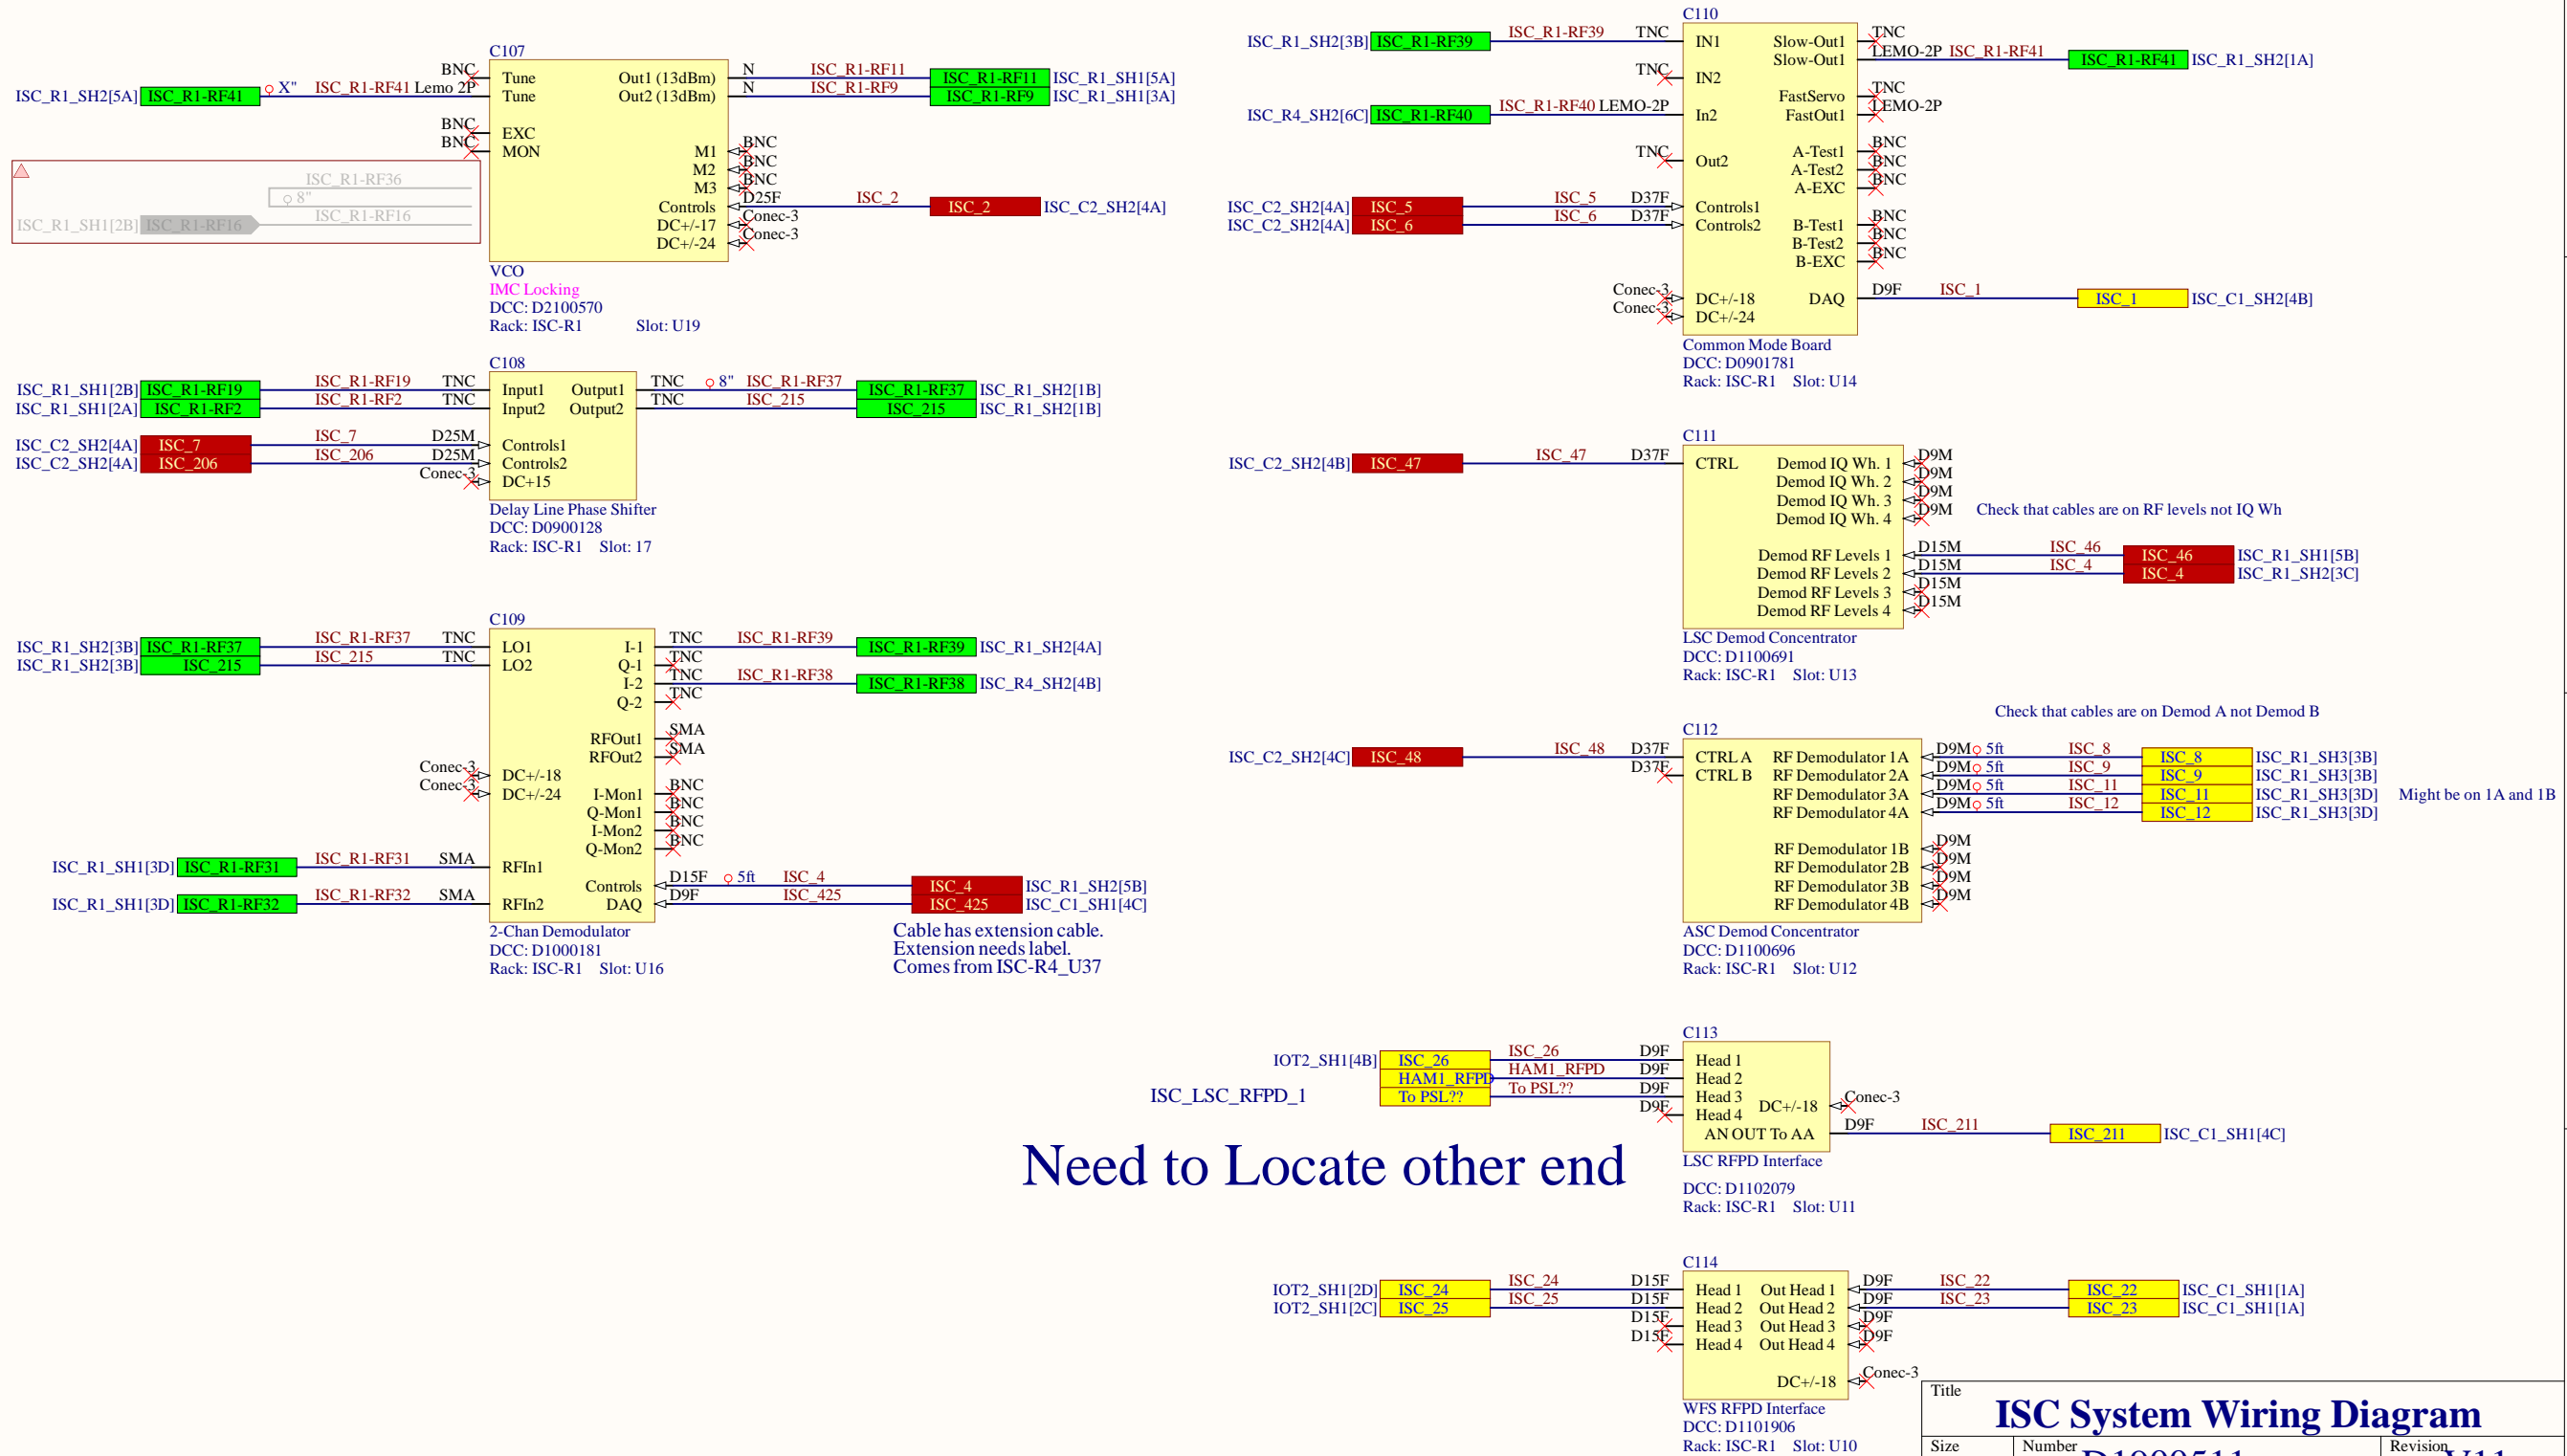 C107
ISC_R1_SH2[5A] ISC_R1-RF41 X" ISC_R1-RF41 Lemo 2P
BNC Tune Out1 (13dBm) N ISC_R1-RF11 ISC_R1-RF11 ISC_R1_SH1[5A]
Tune Out2 (13dBm) N ISC_R1-RF9 ISC_R1-RF9 ISC_R1_SH1[3A]
BNC EXC
BNC MON M1 BNC
M2 BNC
M3 BNC
Controls D25F ISC_2 ISC_2 ISC_C2_SH2[4A]
DC+/-17 Conec-3
DC+/-24 Conec-3
ISC_R1-RF36
8"
ISC_R1_SH1[2B] ISC_R1-RF16 ISC_R1-RF16
VCO
IMC Locking
DCC: D2100570
Rack: ISC-R1 Slot: U19
C108
ISC_R1_SH1[2B] ISC_R1-RF19 ISC_R1-RF19 TNC Input1 Output1 TNC 8" ISC_R1-RF37 ISC_R1-RF37 ISC_R1_SH2[1B]
ISC_R1_SH1[2A] ISC_R1-RF2 ISC_R1-RF2 TNC Input2 Output2 TNC ISC_215 ISC_215 ISC_R1_SH2[1B]
ISC_C2_SH2[4A] ISC_7 ISC_7 D25M Controls1
ISC_C2_SH2[4A] ISC_206 ISC_206 D25M Controls2
Conec-3 DC+15
Delay Line Phase Shifter
DCC: D0900128
Rack: ISC-R1 Slot: 17
C109
ISC_R1_SH2[3B] ISC_R1-RF37 ISC_R1-RF37 TNC LO1 I-1 TNC ISC_R1-RF39 ISC_R1-RF39 ISC_R1_SH2[4A]
ISC_R1_SH2[3B] ISC_215 ISC_215 TNC LO2 Q-1 TNC
I-2 TNC ISC_R1-RF38 ISC_R1-RF38 ISC_R4_SH2[4B]
Q-2 TNC
RFOut1 SMA
RFOut2 SMA
Conec-3 DC+/-18
Conec-3 DC+/-24 I-Mon1 BNC
Q-Mon1 BNC
I-Mon2 BNC
Q-Mon2 BNC
ISC_R1_SH1[3D] ISC_R1-RF31 ISC_R1-RF31 SMA RFIn1
Controls D15F 5ft ISC_4 ISC_4 ISC_R1_SH2[5B]
ISC_R1_SH1[3D] ISC_R1-RF32 ISC_R1-RF32 SMA RFIn2 DAQ D9F ISC_425 ISC_425 ISC_C1_SH1[4C]
2-Chan Demodulator
DCC: D1000181
Rack: ISC-R1 Slot: U16
Cable has extension cable.
Extension needs label.
Comes from ISC-R4_U37
C110
ISC_R1_SH2[3B] ISC_R1-RF39 ISC_R1-RF39 TNC IN1 Slow-Out1 TNC
Slow-Out1 LEMO-2P ISC_R1-RF41 ISC_R1-RF41 ISC_R1_SH2[1A]
TNC IN2
FastServo TNC
ISC_R4_SH2[6C] ISC_R1-RF40 ISC_R1-RF40 LEMO-2P In2 FastOut1 LEMO-2P
A-Test1 BNC
TNC Out2
A-Test2 BNC
A-EXC BNC
ISC_C2_SH2[4A] ISC_5 ISC_5 D37F Controls1
ISC_C2_SH2[4A] ISC_6 ISC_6 D37F Controls2 B-Test1 BNC
B-Test2 BNC
B-EXC BNC
Conec-3 DC+/-18 DAQ D9F ISC_1 ISC_1 ISC_C1_SH2[4B]
Conec-3 DC+/-24
Common Mode Board
DCC: D0901781
Rack: ISC-R1 Slot: U14
C111
ISC_C2_SH2[4B] ISC_47 ISC_47 D37F CTRL Demod IQ Wh. 1 D9M
Demod IQ Wh. 2 D9M
Demod IQ Wh. 3 D9M
Demod IQ Wh. 4 D9M
Check that cables are on RF levels not IQ Wh
Demod RF Levels 1 D15M ISC_46 ISC_46 ISC_R1_SH1[5B]
Demod RF Levels 2 D15M ISC_4 ISC_4 ISC_R1_SH2[3C]
Demod RF Levels 3 D15M
Demod RF Levels 4 D15M
LSC Demod Concentrator
DCC: D1100691
Rack: ISC-R1 Slot: U13
Check that cables are on Demod A not Demod B
C112
ISC_C2_SH2[4C] ISC_48 ISC_48 D37F CTRL A RF Demodulator 1A D9M 5ft ISC_8 ISC_8 ISC_R1_SH3[3B]
D37F CTRL B RF Demodulator 2A D9M 5ft ISC_9 ISC_9 ISC_R1_SH3[3B]
RF Demodulator 3A D9M 5ft ISC_11 ISC_11 ISC_R1_SH3[3D] Might be on 1A and 1B
RF Demodulator 4A D9M 5ft ISC_12 ISC_12 ISC_R1_SH3[3D]
RF Demodulator 1B D9M
RF Demodulator 2B D9M
RF Demodulator 3B D9M
RF Demodulator 4B D9M
ASC Demod Concentrator
DCC: D1100696
Rack: ISC-R1 Slot: U12
C113
IOT2_SH1[4B] ISC_26 ISC_26 D9F Head 1
HAM1_RFPD HAM1_RFPD D9F Head 2
ISC_LSC_RFPD_1 To PSL?? To PSL?? D9F Head 3
DC+/-18 Conec-3
D9F Head 4
AN OUT To AA D9F ISC_211 ISC_211 ISC_C1_SH1[4C]
Need to Locate other end
LSC RFPD Interface
DCC: D1102079
Rack: ISC-R1 Slot: U11
C114
IOT2_SH1[2D] ISC_24 ISC_24 D15F Head 1 Out Head 1 D9F ISC_22 ISC_22 ISC_C1_SH1[1A]
IOT2_SH1[2C] ISC_25 ISC_25 D15F Head 2 Out Head 2 D9F ISC_23 ISC_23 ISC_C1_SH1[1A]
D15F Head 3 Out Head 3 D9F
D15F Head 4 Out Head 4 D9F
DC+/-18 Conec-3
WFS RFPD Interface
DCC: D1101906
Rack: ISC-R1 Slot: U10
Title
ISC System Wiring Diagram
Size Number D1900511 Revision V11